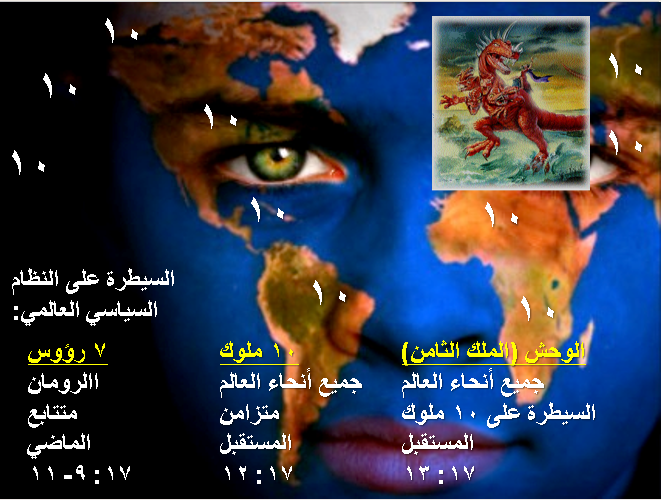 ١٠
١٠
١٠
١٠
١٠
١٠
١٠
١٠
١٠
١٠
السيطرة على النظام
السياسي العالمي:
الوحش (الملك الثامن)
جميع أنحاء العالم
السيطرة على ١٠ ملوك
المستقبل
١٧ : ١٣
١٠ ملوك
جميع أنحاء العالم
متزامن
المستقبل
١٧ : ١٢
٧ رؤوس
االرومان
متتابع
الماضي
١٧ : ٩- ١١